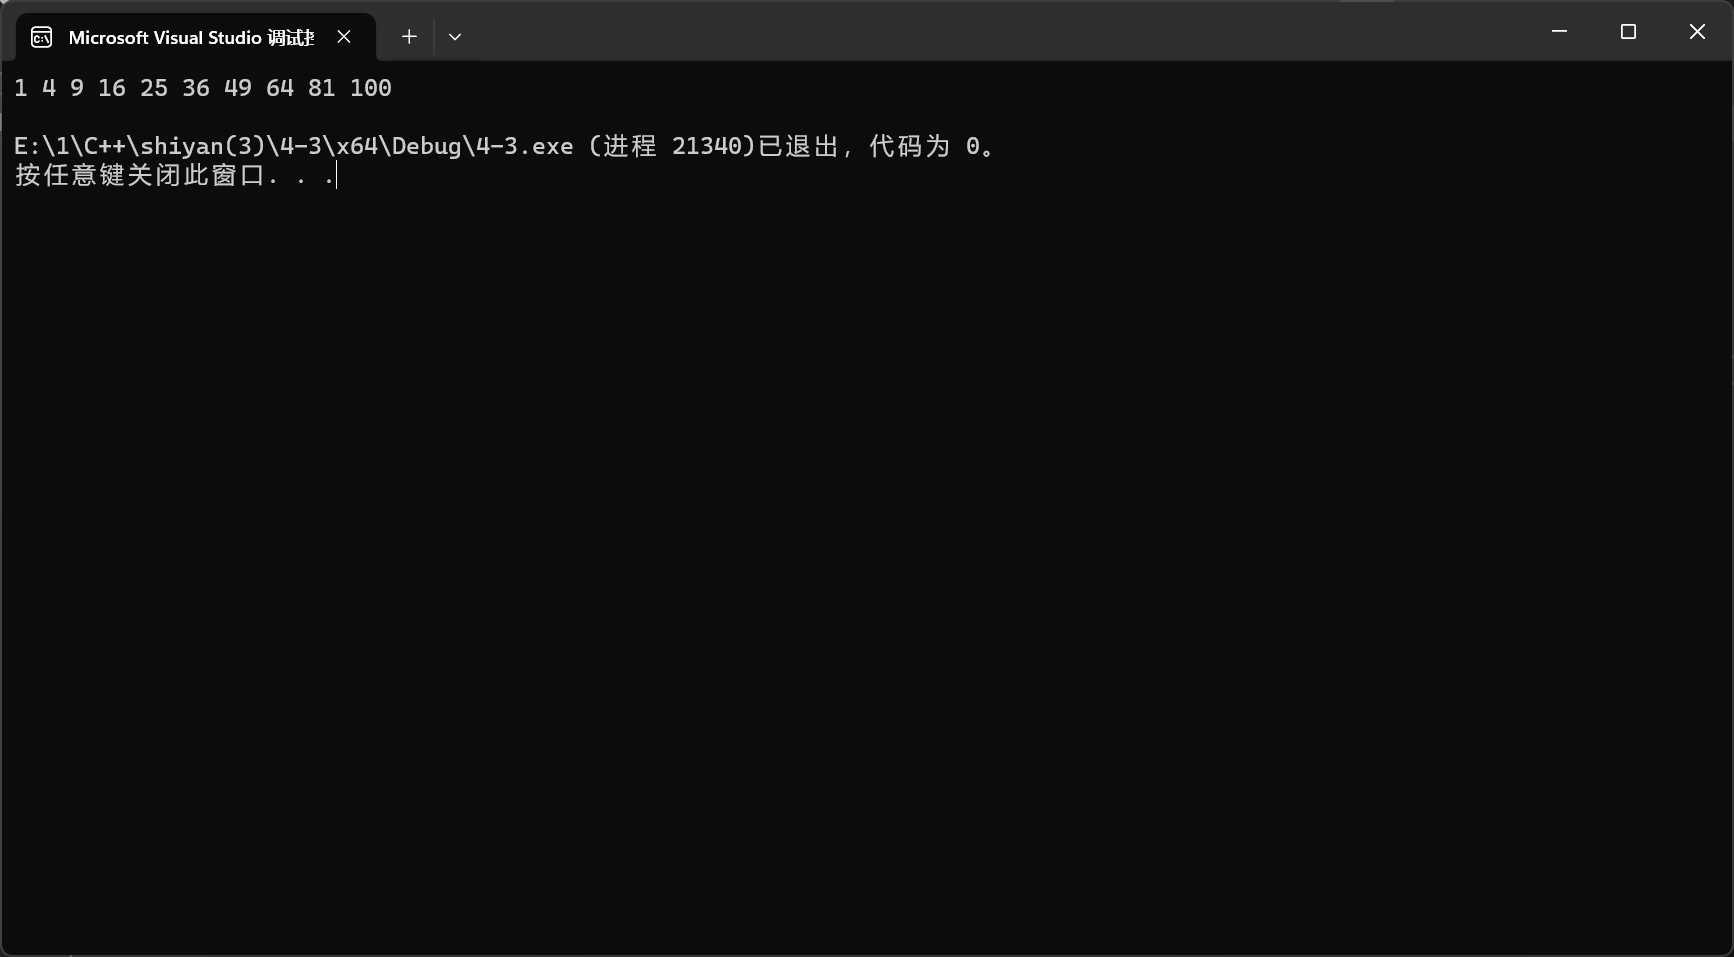 Microsoft Visual Studio 调试
1 4 9 16 25 36 49 64 81 100
E:\1\C++\shiyan(3)\4-3\x64\Debug\4-3.exe (进程 21340)已退出，代码为 0。
按任意键关闭此窗口. . .